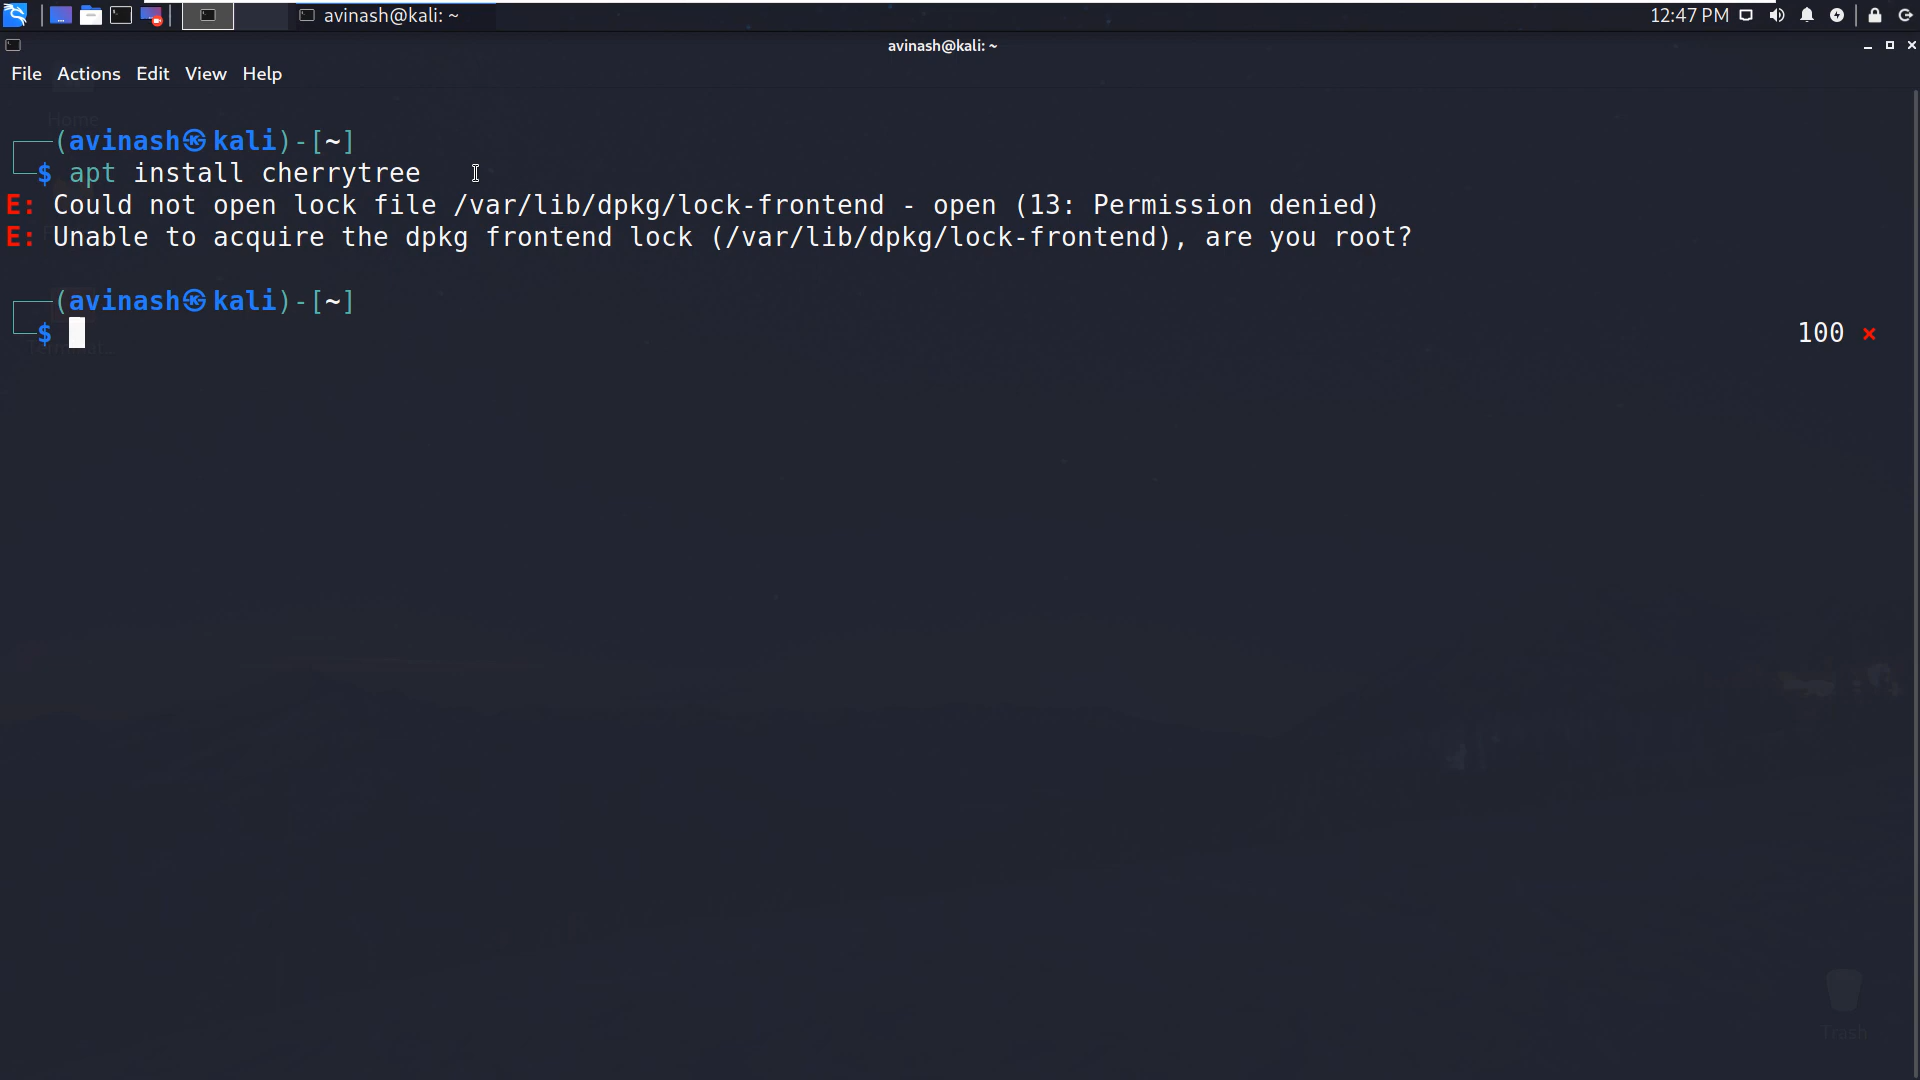 avinash@kali: ~
12:47 PM
avinash@kali: ~
File Actions Edit View Help
Home
┌──(avinash㉿kali)-[~]
└─$ apt install cherrytree
E: Could not open lock file /var/lib/dpkg/lock-frontend - open (13: Permission denied)
E: Unable to acquire the dpkg frontend lock (/var/lib/dpkg/lock-frontend), are you root?
┌──(avinash㉿kali)-[~]
└─$ 100 ⨯
Trash